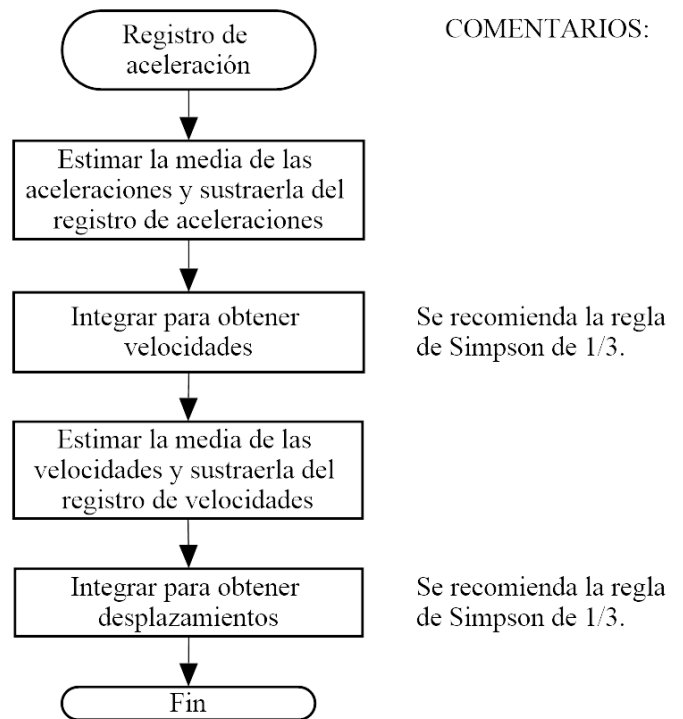 Registro de
aceleración
COMENTARIOS:
Estimar la media de las
aceleraciones y sustraerla del
registro de aceleraciones
Integrar para obtener
velocidades
Se recomienda la regla
de Simpson de 1/3.
Estimar la media de las
velocidades y sustraerla del
registro de velocidades
Integrar para obtener
desplazamientos
Se recomienda la regla
de Simpson de 1/3.
Fin